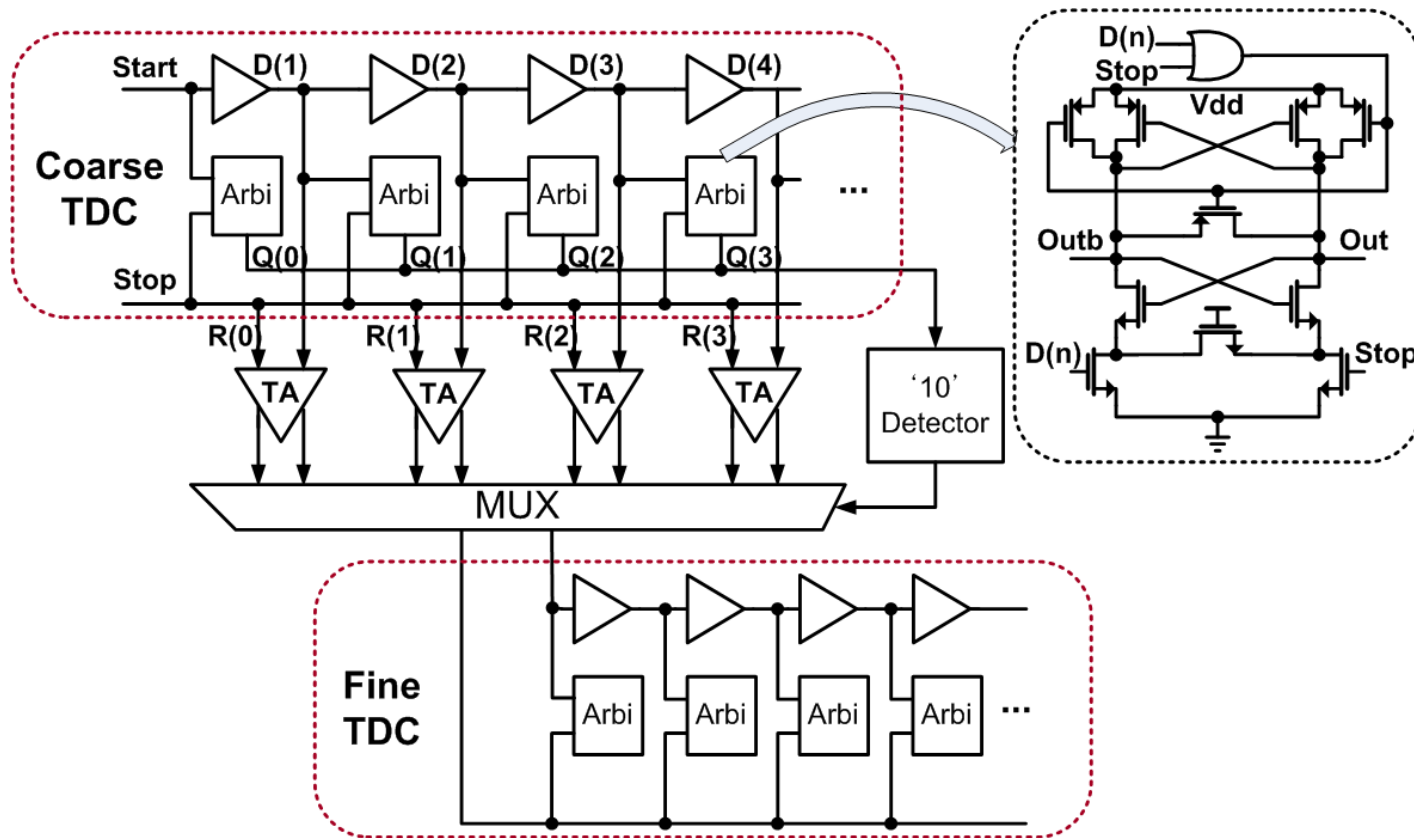 Start
D(1)
D(2)
D(3)
D(4)
Coarse
TDC
Arbi
Arbi
Arbi
Arbi
...
Q(0)
Q(1)
Q(2)
Q(3)
Stop
R(0)
R(1)
R(2)
R(3)
TA
TA
TA
TA
‘10’
Detector
MUX
D(n)
Stop
Vdd
Outb
Out
D(n)
Stop
Fine
TDC
Arbi
Arbi
Arbi
Arbi
...